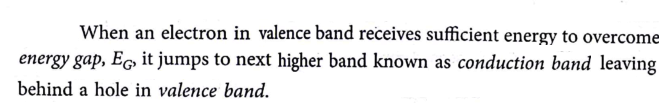 When an electron in valence band receives sufficient energy to overcome
energy gap, E_G, it jumps to next higher band known as conduction band leaving
behind a hole in valence band.